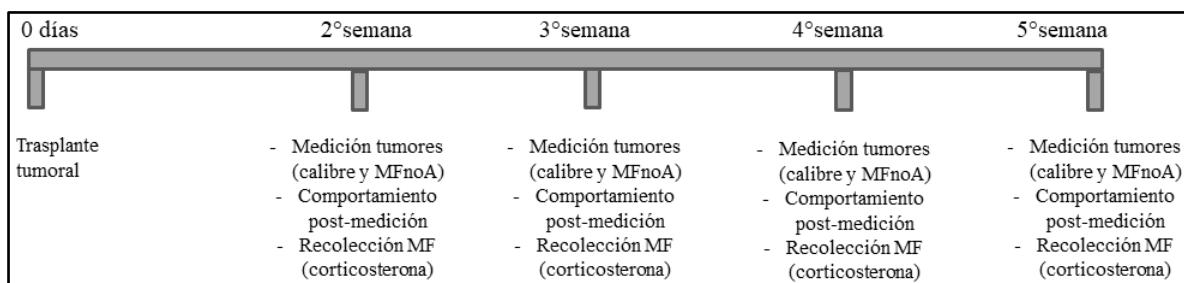 0 días
2°semana
3°semana
4°semana
5°semana
Trasplante
tumoral
- Medición tumores
(calibre y MFnoA)
- Comportamiento
post-medición
- Recolección MF
(corticosterona)
- Medición tumores
(calibre y MFnoA)
- Comportamiento
post-medición
- Recolección MF
(corticosterona)
- Medición tumores
(calibre y MFnoA)
- Comportamiento
post-medición
- Recolección MF
(corticosterona)
- Medición tumores
(calibre y MFnoA)
- Comportamiento
post-medición
- Recolección MF
(corticosterona)